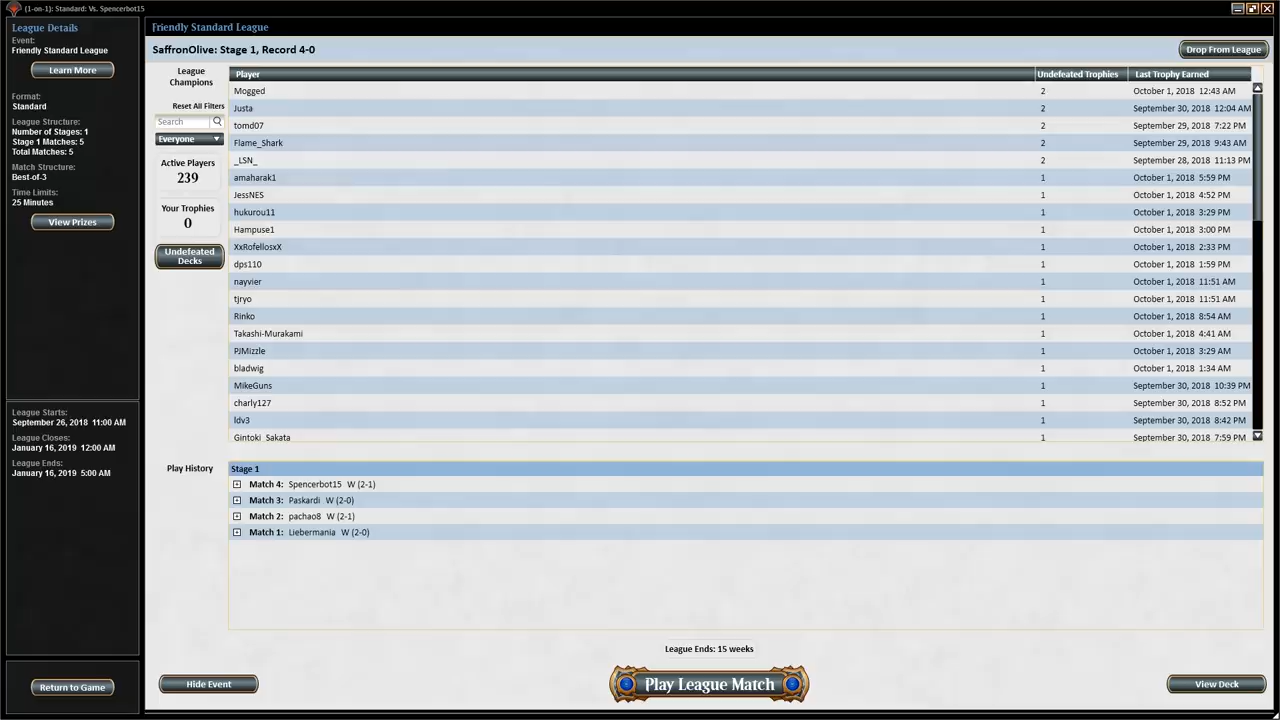 (1-on-1): Standard: Vs. Spencerbot15
League Details
Event:
Friendly Standard League
Learn More
Format:
Standard
League Structure:
Number of Stages: 1
Stage 1 Matches: 5
Total Matches: 5
Match Structure:
Best-of-3
Time Limits:
25 Minutes
View Prizes
League Starts:
September 26, 2018 11:00 AM
League Closes:
January 16, 2019 12:00 AM
League Ends:
January 16, 2019 5:00 AM
Return to Game
Friendly Standard League
SaffronOlive: Stage 1, Record 4-0
Drop From League
League
Champions
Reset All Filters
Search
Everyone
Active Players
239
Your Trophies
0
Undefeated
Decks
Player Undefeated Trophies Last Trophy Earned
Mogged 2 October 1, 2018 12:43 AM
Justa 2 September 30, 2018 12:04 AM
tomd07 2 September 29, 2018 7:22 PM
Flame_Shark 2 September 29, 2018 9:43 AM
_LSN_ 2 September 28, 2018 11:13 PM
amaharak1 1 October 1, 2018 5:59 PM
JessNES 1 October 1, 2018 4:52 PM
hukurou11 1 October 1, 2018 3:29 PM
Hampuse1 1 October 1, 2018 3:00 PM
XxRofellosxX 1 October 1, 2018 2:33 PM
dps110 1 October 1, 2018 1:59 PM
nayvier 1 October 1, 2018 11:51 AM
tjryo 1 October 1, 2018 11:51 AM
Rinko 1 October 1, 2018 8:54 AM
Takashi-Murakami 1 October 1, 2018 4:41 AM
PJMizzle 1 October 1, 2018 3:29 AM
bladwig 1 October 1, 2018 1:34 AM
MikeGuns 1 September 30, 2018 10:39 PM
charly127 1 September 30, 2018 8:52 PM
ldv3 1 September 30, 2018 8:42 PM
Gintoki_Sakata 1 September 30, 2018 7:59 PM
Play History
Stage 1
Match 4: Spencerbot15 W (2-1)
Match 3: Paskardi W (2-0)
Match 2: pachao8 W (2-1)
Match 1: Liebermania W (2-0)
League Ends: 15 weeks
Hide Event
Play League Match
View Deck